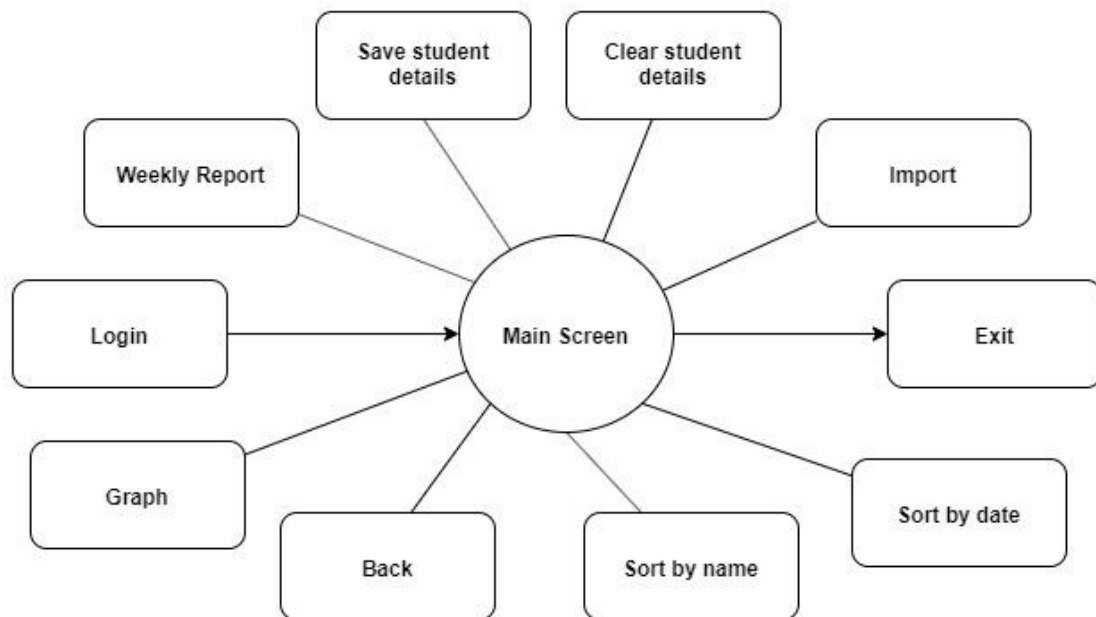 Save student
details
Clear student
details
Weekly Report
Import
Login
Main Screen
Exit
Graph
Sort by date
Back
Sort by name